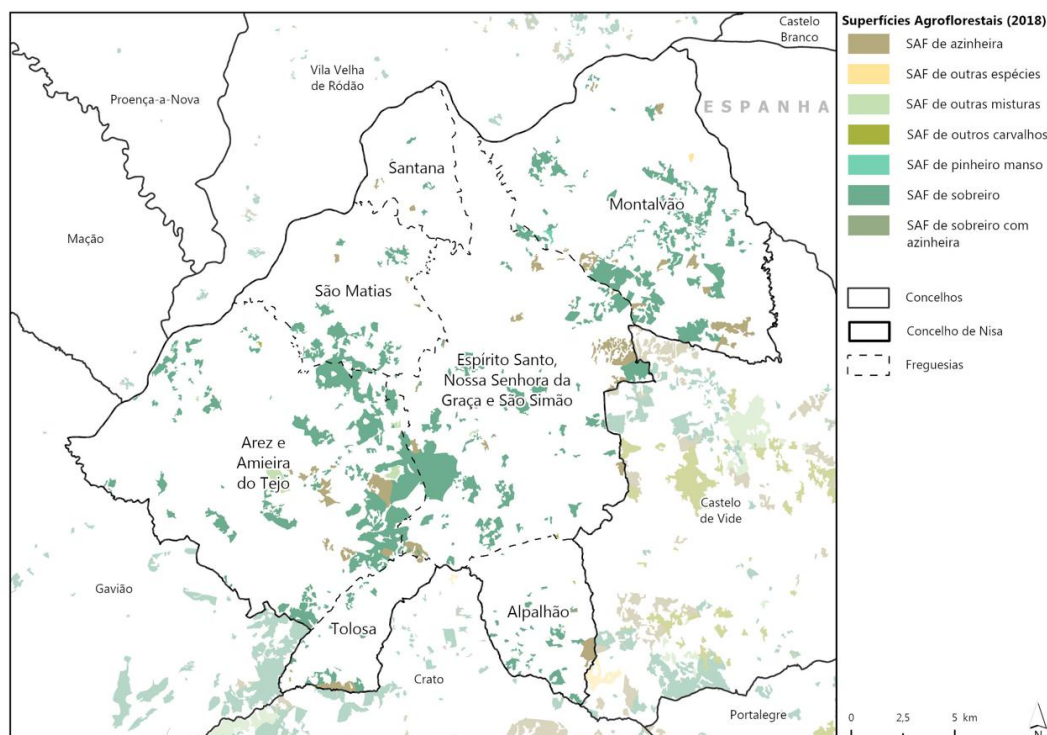 Castelo
Branco
Vila Velha
de Ródão
Proença-a-Nova
ESPANHA
Santana
Montalvão
Mação
São Matias
Espírito Santo,
Nossa Senhora da
Graça e São Simão
Arez e
Amieira
do Tejo
Castelo
de Vide
Gavião
Tolosa
Alpalhão
Crato
Portalegre
Superfícies Agroflorestais (2018)
SAF de azinheira
SAF de outras espécies
SAF de outras misturas
SAF de outros carvalhos
SAF de pinheiro manso
SAF de sobreiro
SAF de sobreiro com
azinheira
Concelhos
Concelho de Nisa
Freguesias
0 2,5 5 km
N